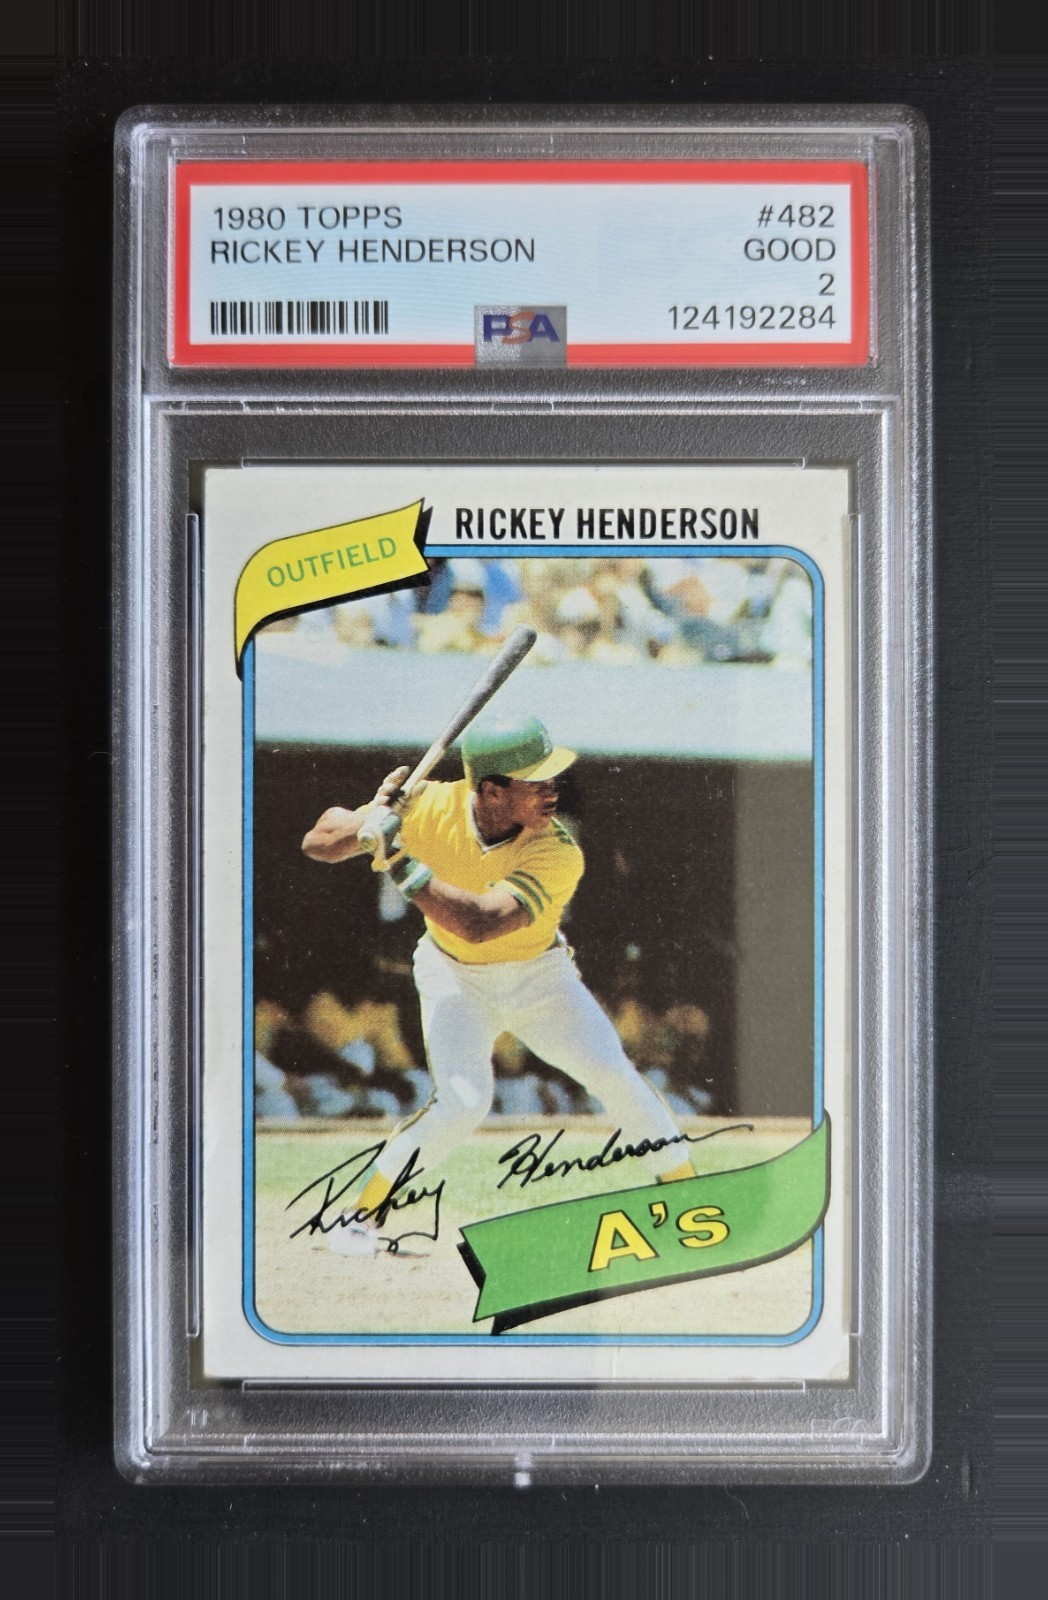 1980 TOPPS #482
RICKEY HENDERSON GOOD
2
PSA 124192284
OUTFIELD RICKEY HENDERSON
Rickey Henderson
A's